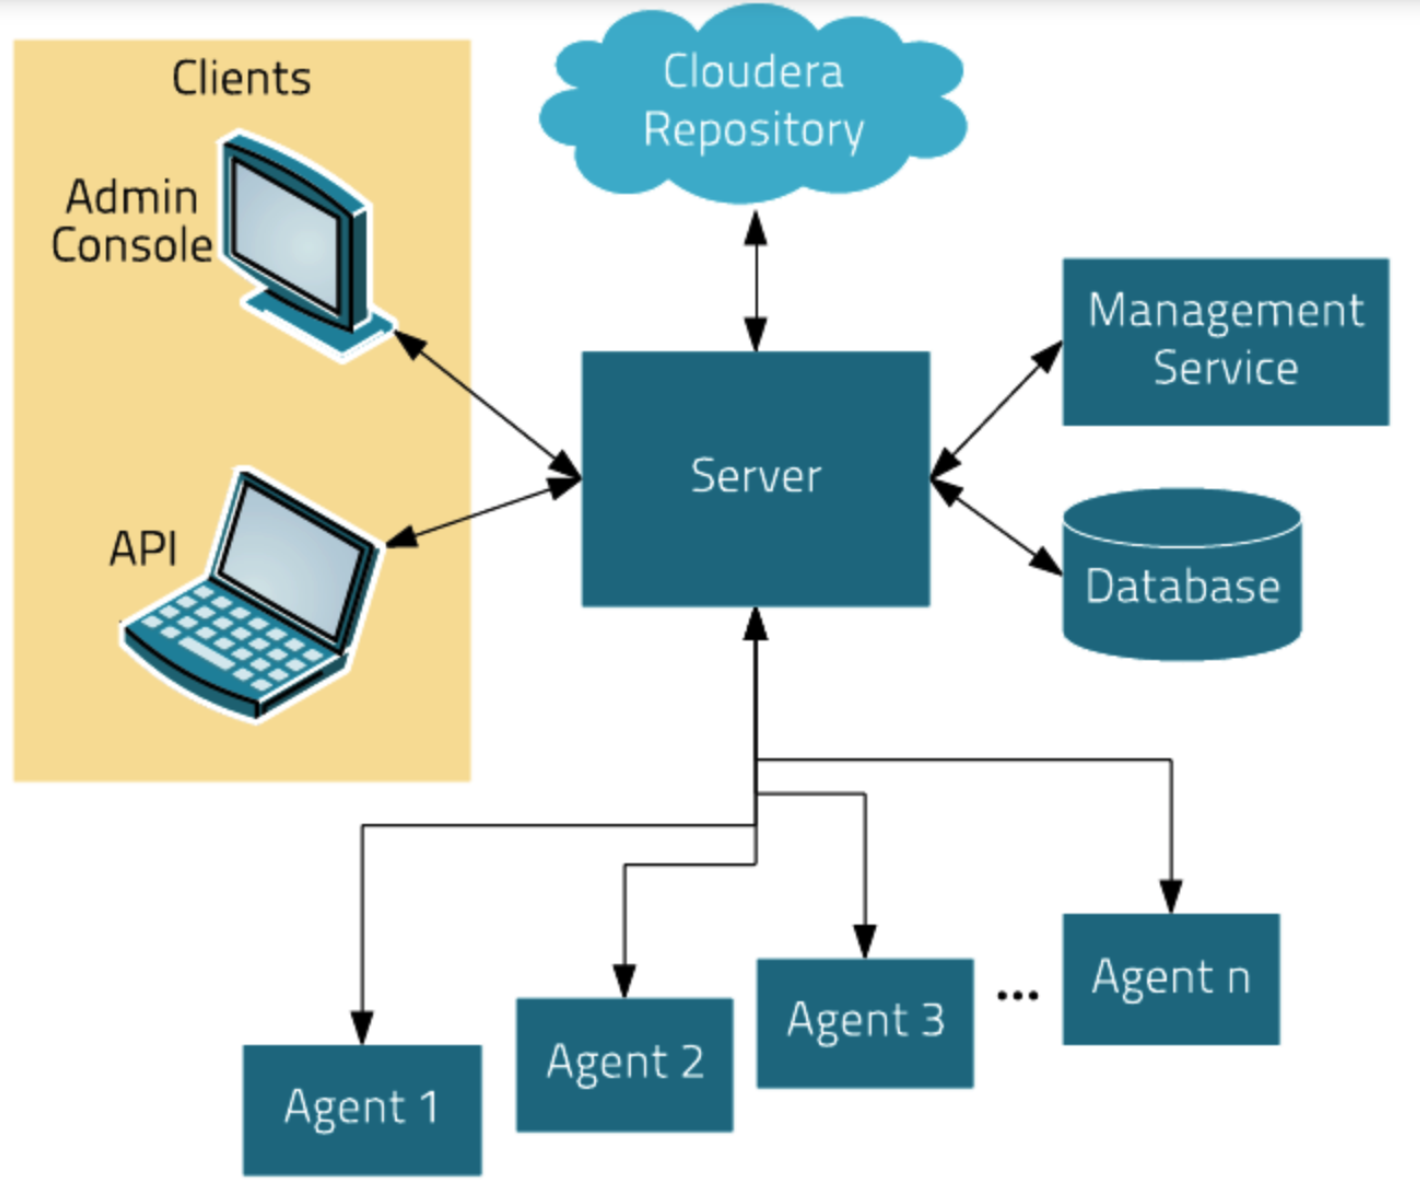 Clients
Admin
Console
API
Cloudera
Repository
Server
Management
Service
Database
Agent 1
Agent 2
Agent 3
...
Agent n